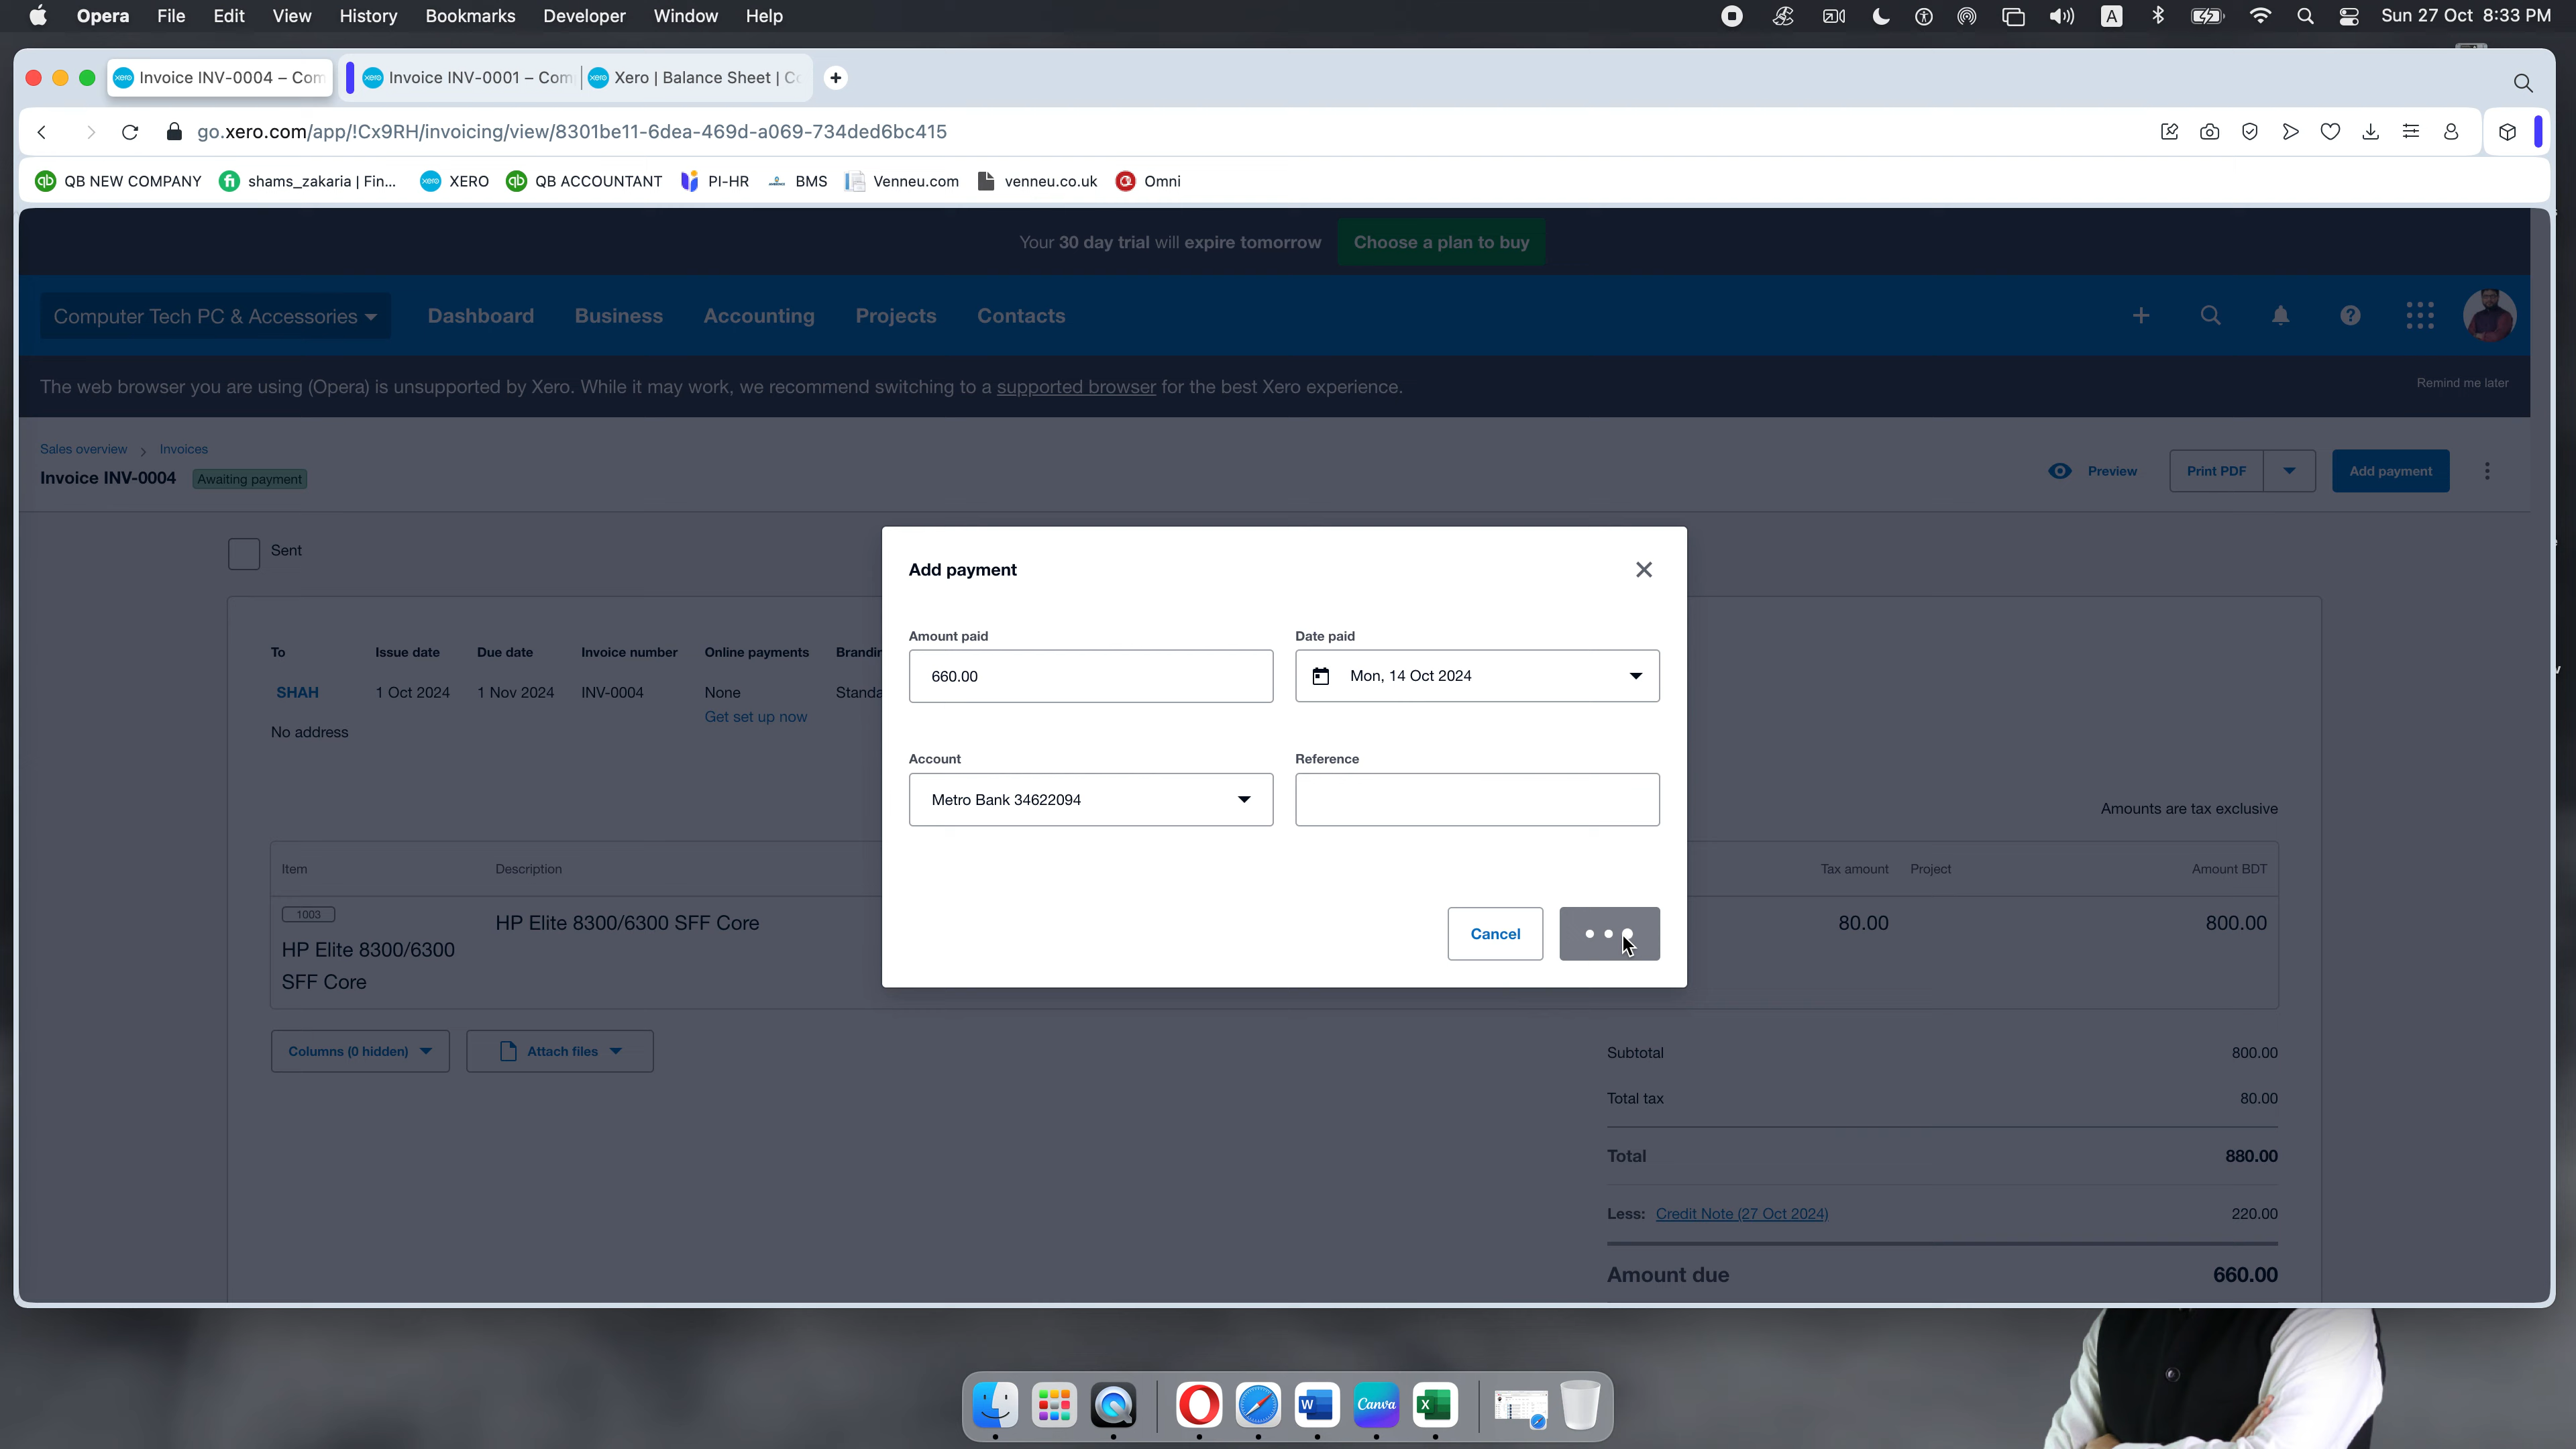 Opera File Edit View History Bookmarks Developer Window Help
A Sun 27 Oct 8:33 PM
xero Invoice INV-0004 – Com xero Invoice INV-0001 – Com xero Xero | Balance Sheet | Co
go.xero.com/app/!Cx9RH/invoicing/view/8301be11-6dea-469d-a069-734ded6bc415
qb QB NEW COMPANY fi shams_zakaria | Fin... xero XERO qb QB ACCOUNTANT PI-HR BMS Venneu.com venneu.co.uk Omni
Your 30 day trial will expire tomorrow Choose a plan to buy
Computer Tech PC & Accessories Dashboard Business Accounting Projects Contacts
The web browser you are using (Opera) is unsupported by Xero. While it may work, we recommend switching to a supported browser for the best Xero experience. Remind me later
Sales overview > Invoices
Invoice INV-0004 Awaiting payment
Preview Print PDF Add payment
Sent
Add payment
Amount paid Date paid
660.00 Mon, 14 Oct 2024
Account Reference
Metro Bank 34622094
Cancel
To Issue date Due date Invoice number Online payments Brandin
SHAH 1 Oct 2024 1 Nov 2024 INV-0004 None Standa
Get set up now
No address
Amounts are tax exclusive
Item Description Tax amount Project Amount BDT
1003 HP Elite 8300/6300 SFF Core 80.00 800.00
HP Elite 8300/6300
SFF Core
Columns (0 hidden) Attach files
Subtotal 800.00
Total tax 80.00
Total 880.00
Less: Credit Note (27 Oct 2024) 220.00
Amount due 660.00
W Canva X